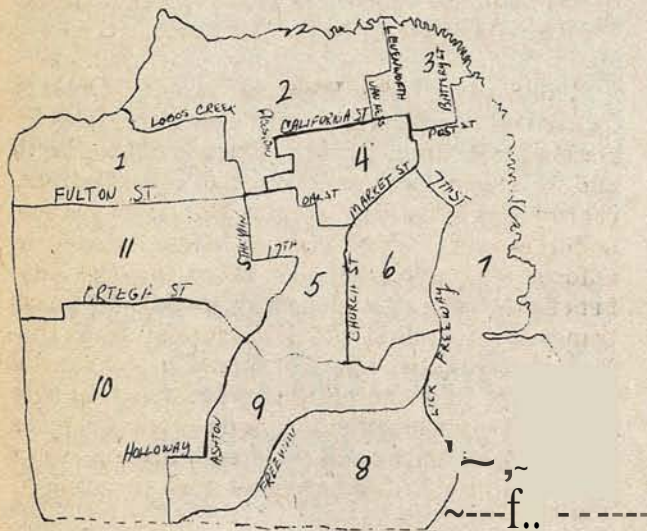 LEVENWORTH
3
BATTERY ST
2
VAN NESS
LOBOS CREEK
CALIFORNIA ST
POST ST
1
4
FULTON ST.
OAK ST
MARKET ST
7TH ST
STANYAN
11
17TH
5
CHURCH ST
6
7
ORTEGA ST
FREEWAY
10
9
LICK
HOLLOWAY
ASHTON
FREEWAY
8